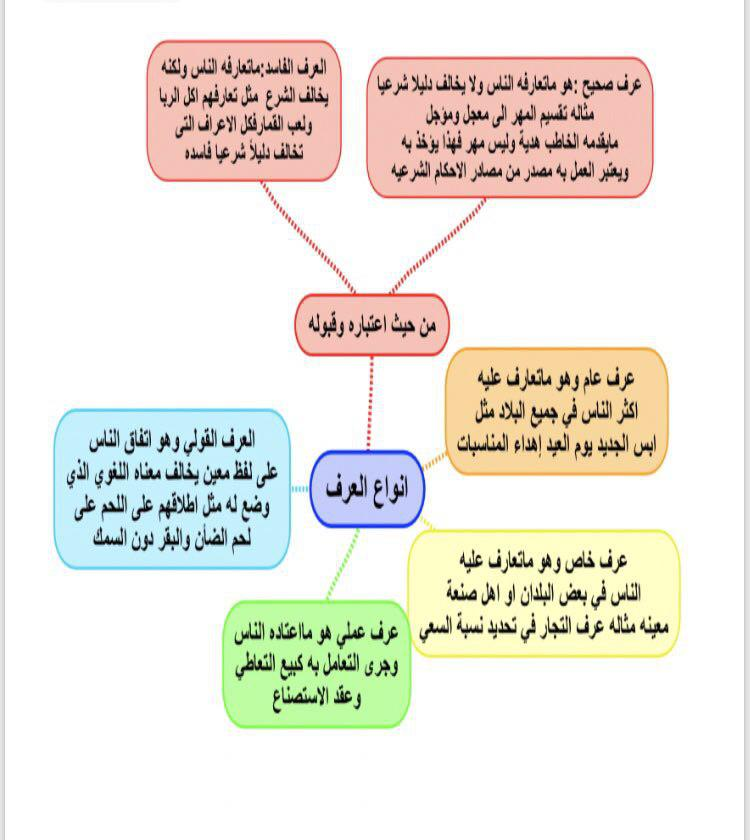 عرف صحيح :هو ماتعارفه الناس ولا يخالف دليلا شرعيا
مثاله تقسيم المهر الى معجل ومؤجل
مايقدمه الخاطب هدية وليس مهر فهذا يؤخذ به
ويعتبر العمل به مصدر من مصادر الاحكام الشرعيه
العرف الفاسد:ماتعارفه الناس ولكنه
يخالف الشرع مثل تعارفهم اكل الربا
ولعب القمارفكل الاعراف التى
تخالف دليلأ شرعيا فاسده
من حيث اعتباره وقبوله
عرف عام وهو ماتعارف عليه
اكثر الناس في جميع البلاد مثل
ابس الجديد يوم العيد إهداء المناسبات
انواع العرف
العرف القولي وهو اتفاق الناس
على لفظ معين يخالف معناه اللغوي الذي
وضع له مثل اطلاقهم على اللحم على
لحم الضأن والبقر دون السمك
عرف خاص وهو ماتعارف عليه
الناس في بعض البلدان او اهل صنعة
معينه مثاله عرف التجار في تحديد نسبة السعي
عرف عملي هو مااعتاده الناس
وجرى التعامل به كبيع التعاطي
وعقد الاستصناع